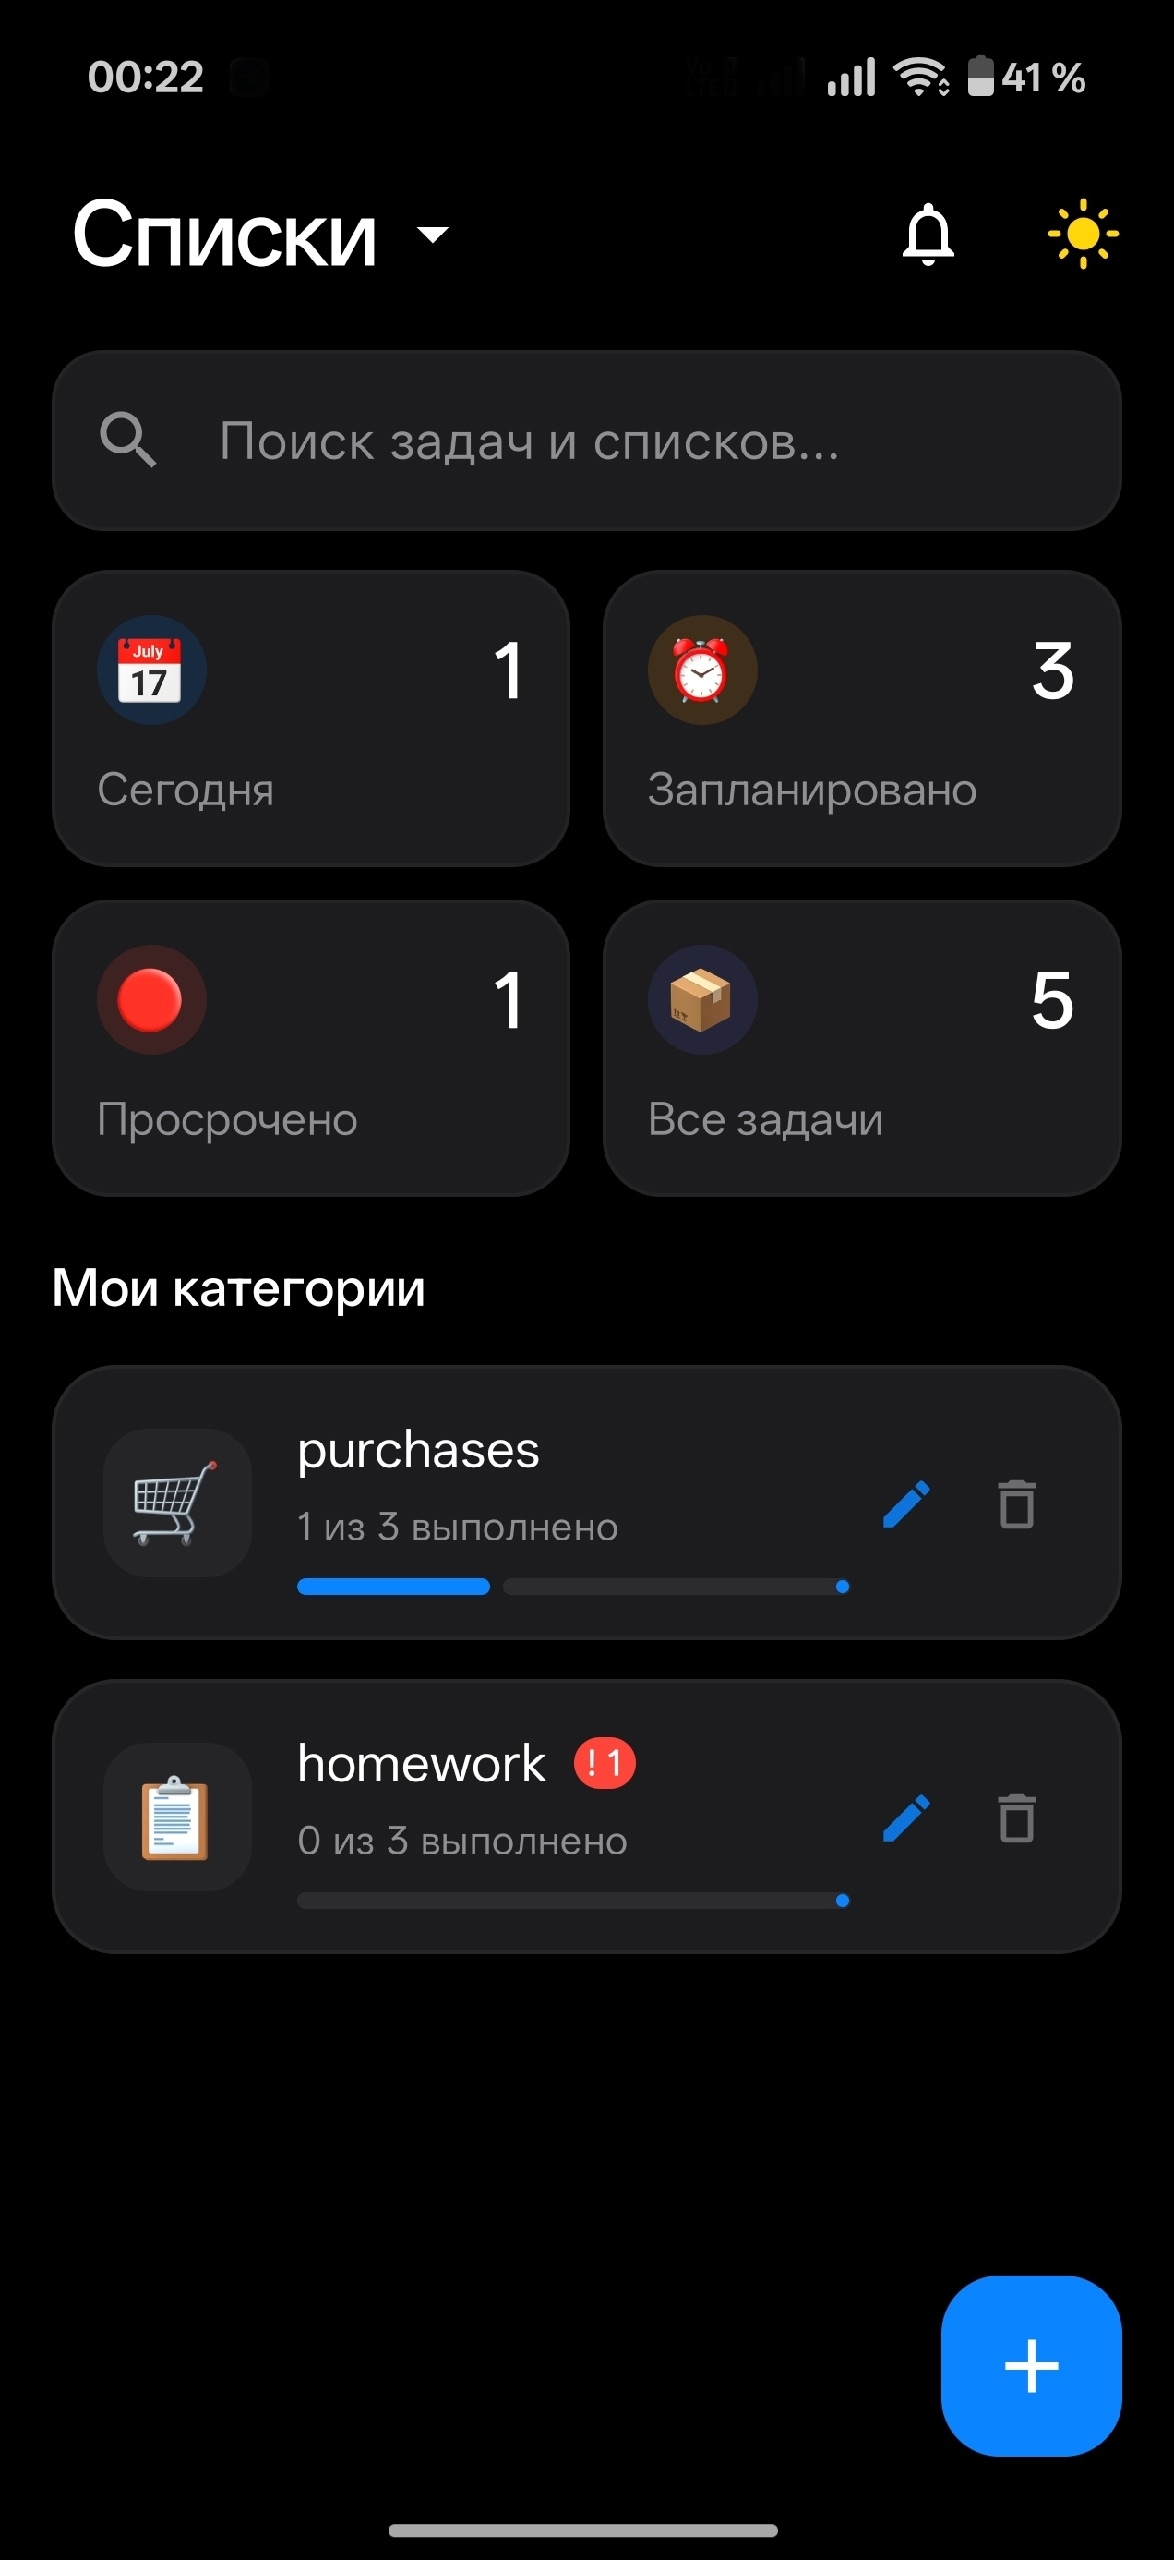 00:22 41 %
Списки
Поиск задач и списков...
July
17
1
Сегодня
3
Запланировано
1
Просрочено
5
Все задачи
Мои категории
purchases
1 из 3 выполнено
homework ! 1
0 из 3 выполнено